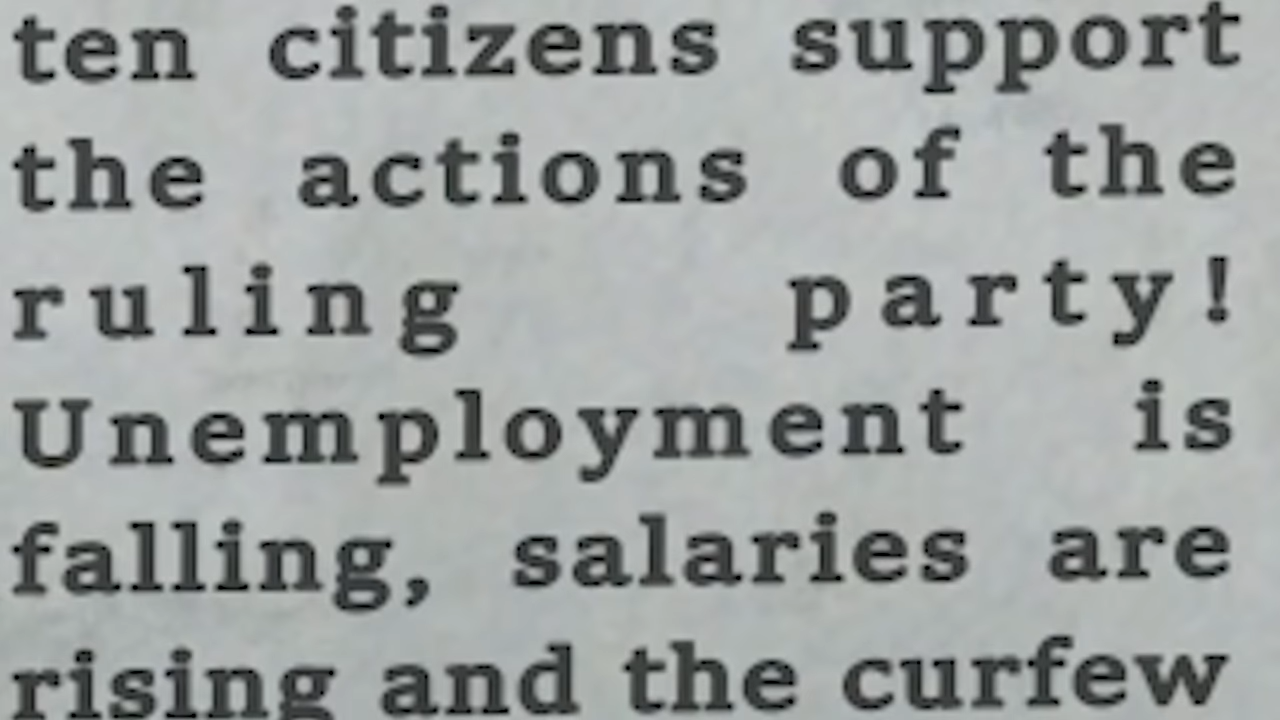 ten citizens support
the actions of the
ruling party!
Unemployment is
falling, salaries are
rising and the curfew